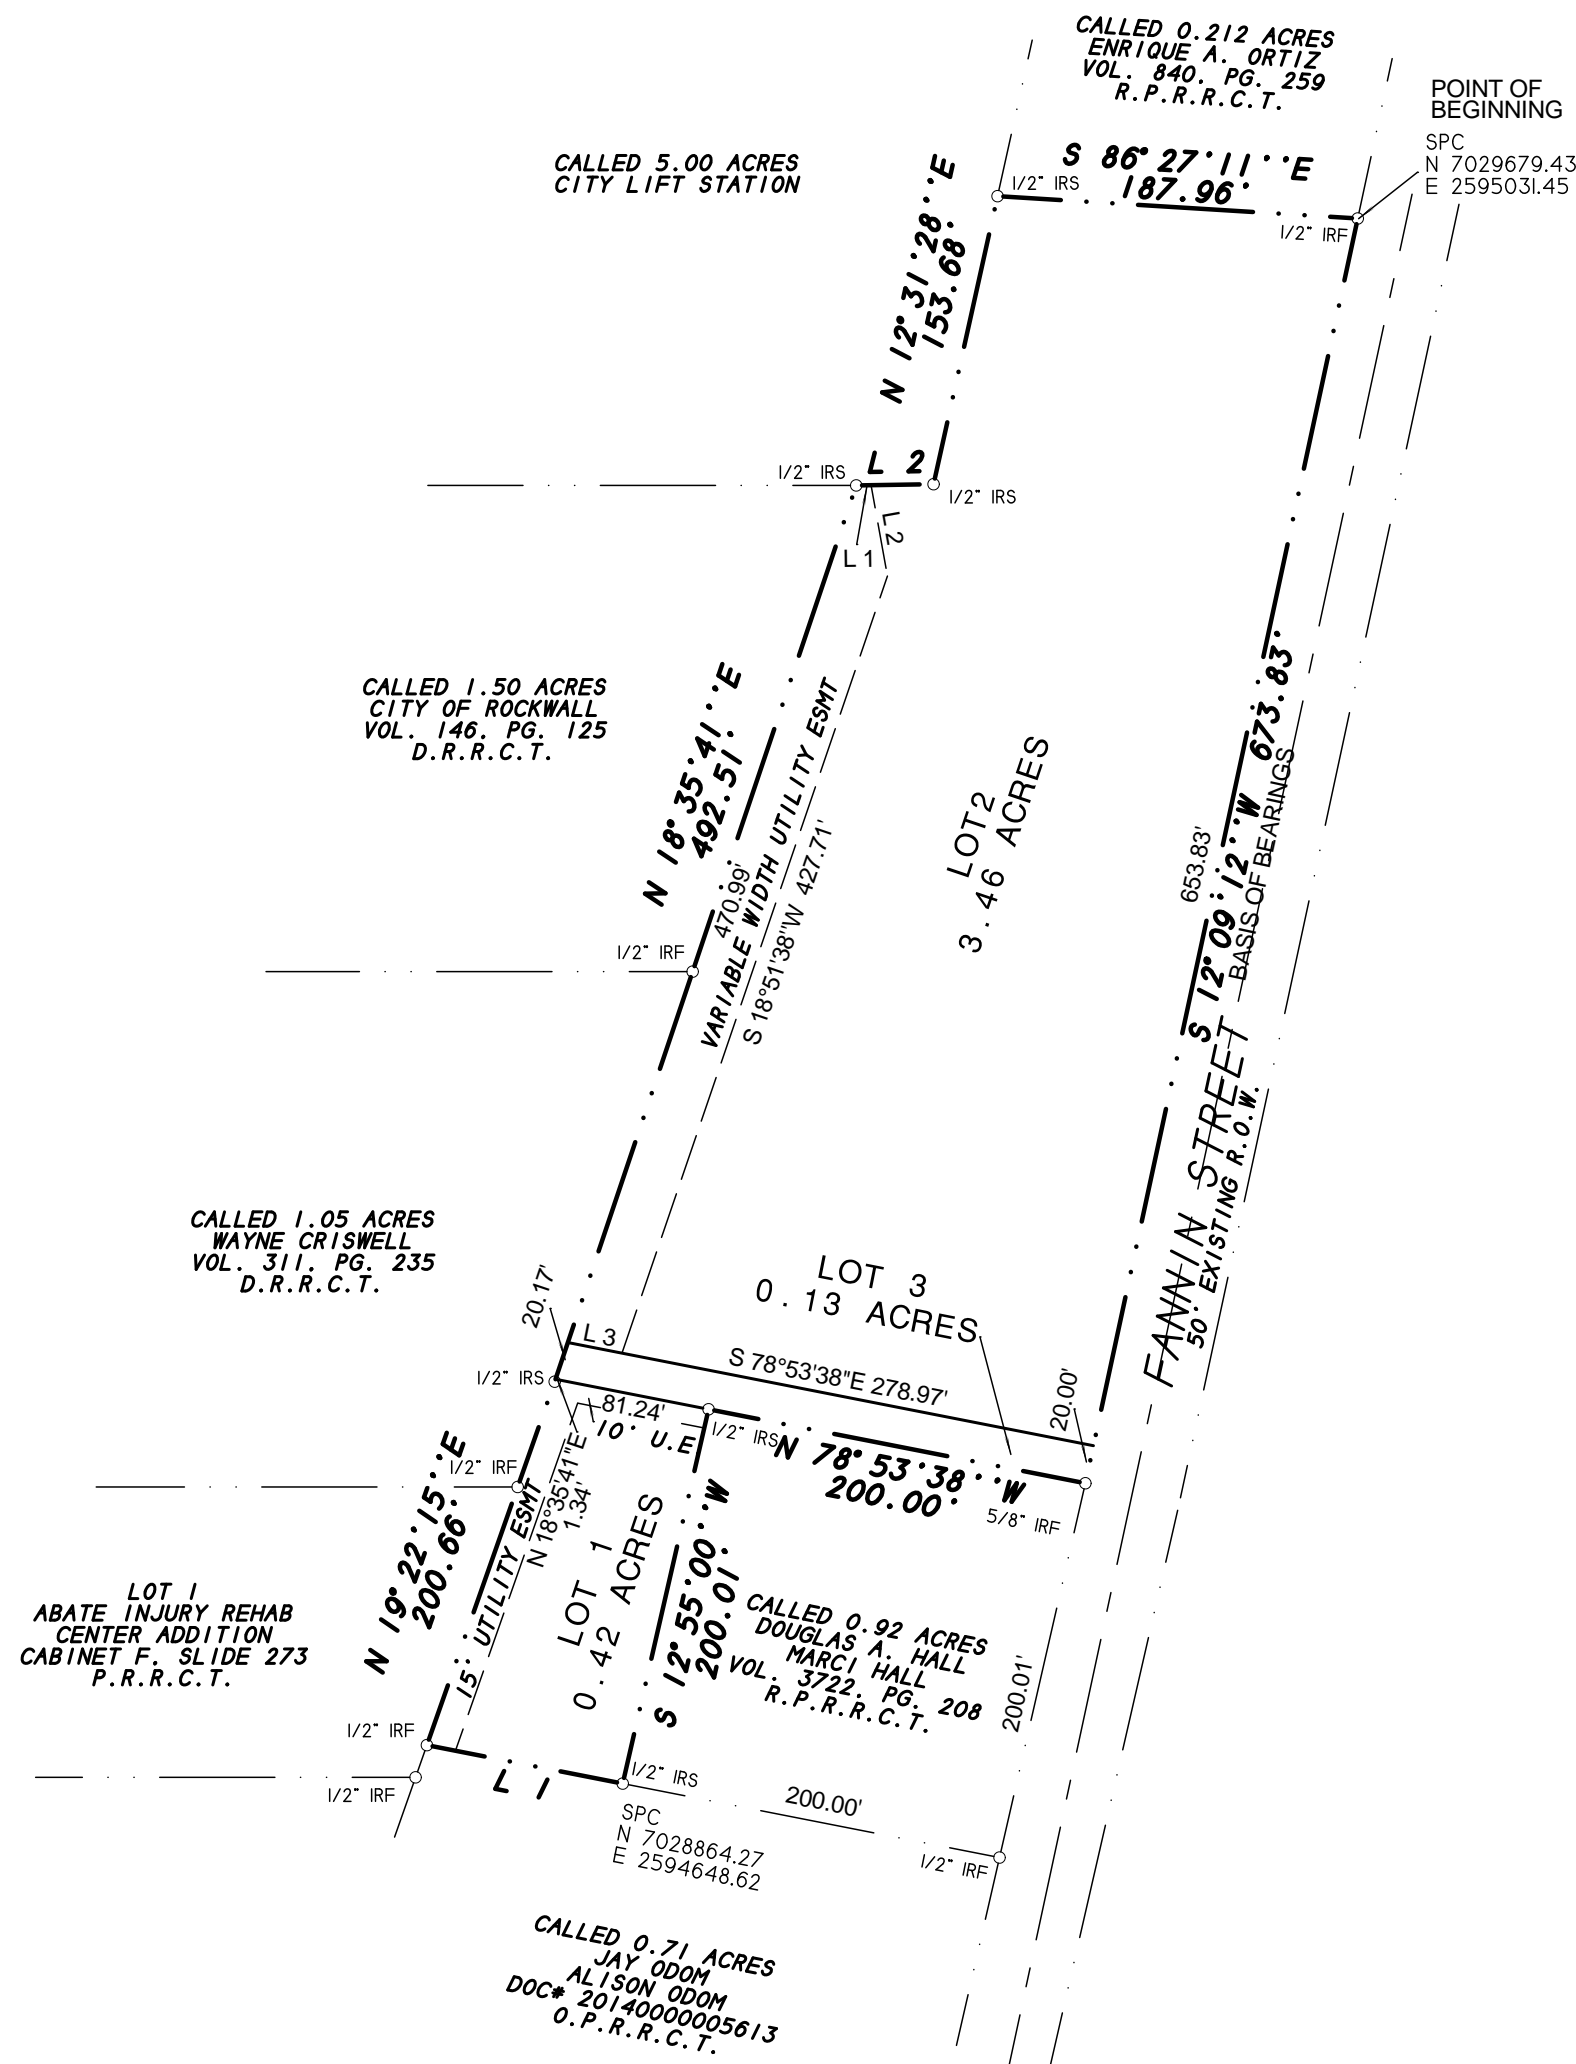 CALLED 0.212 ACRES
ENRIQUE A. ORTIZ
VOL. 840. PG. 259
R.P.R.R.C.T.
POINT OF
BEGINNING
SPC
N 7029679.43
E 2595031.45
CALLED 5.00 ACRES
CITY LIFT STATION
S 86°27'11''E
187.96'
1/2" IRS
1/2" IRF
N 12°31'28''E
153.68'
1/2" IRS
L 2
1/2" IRS
L 2
L 1
CALLED 1.50 ACRES
CITY OF ROCKWALL
VOL. 146. PG. 125
D.R.R.C.T.
N 18°35'41''E
492.51'
VARIABLE WIDTH UTILITY ESMT
470.99'
S 18°51'38"W 427.71'
LOT2
3.46 ACRES
653.83'
S 12°09'12''W 673.83'
BASIS OF BEARINGS
1/2" IRF
FANNIN STREET
50' EXISTING R.O.W.
CALLED 1.05 ACRES
WAYNE CRISWELL
VOL. 311. PG. 235
D.R.R.C.T.
LOT 3
0.13 ACRES
20.17'
L 3
S 78°53'38"E 278.97'
20.00'
1/2" IRS
81.24'
10' U.E
1/2" IRS
N 78°53'38''W
200.00'
5/8" IRF
1/2" IRF
N 19°22'15''E
200.66'
15' UTILITY ESMT
N 18°35'41"E
1.34'
LOT 1
0.42 ACRES
S 12°55'00''W
200.01'
CALLED 0.92 ACRES
DOUGLAS A. HALL
MARCI HALL
VOL. 3722. PG. 208
R.P.R.R.C.T.
200.01'
LOT 1
ABATE INJURY REHAB
CENTER ADDITION
CABINET F. SLIDE 273
P.R.R.C.T.
1/2" IRF
1/2" IRF
L 1
1/2" IRS
200.00'
SPC
N 7028864.27
E 2594648.62
1/2" IRF
CALLED 0.71 ACRES
JAY ODOM
ALISON ODOM
DOC# 20140000005613
O.P.R.R.C.T.